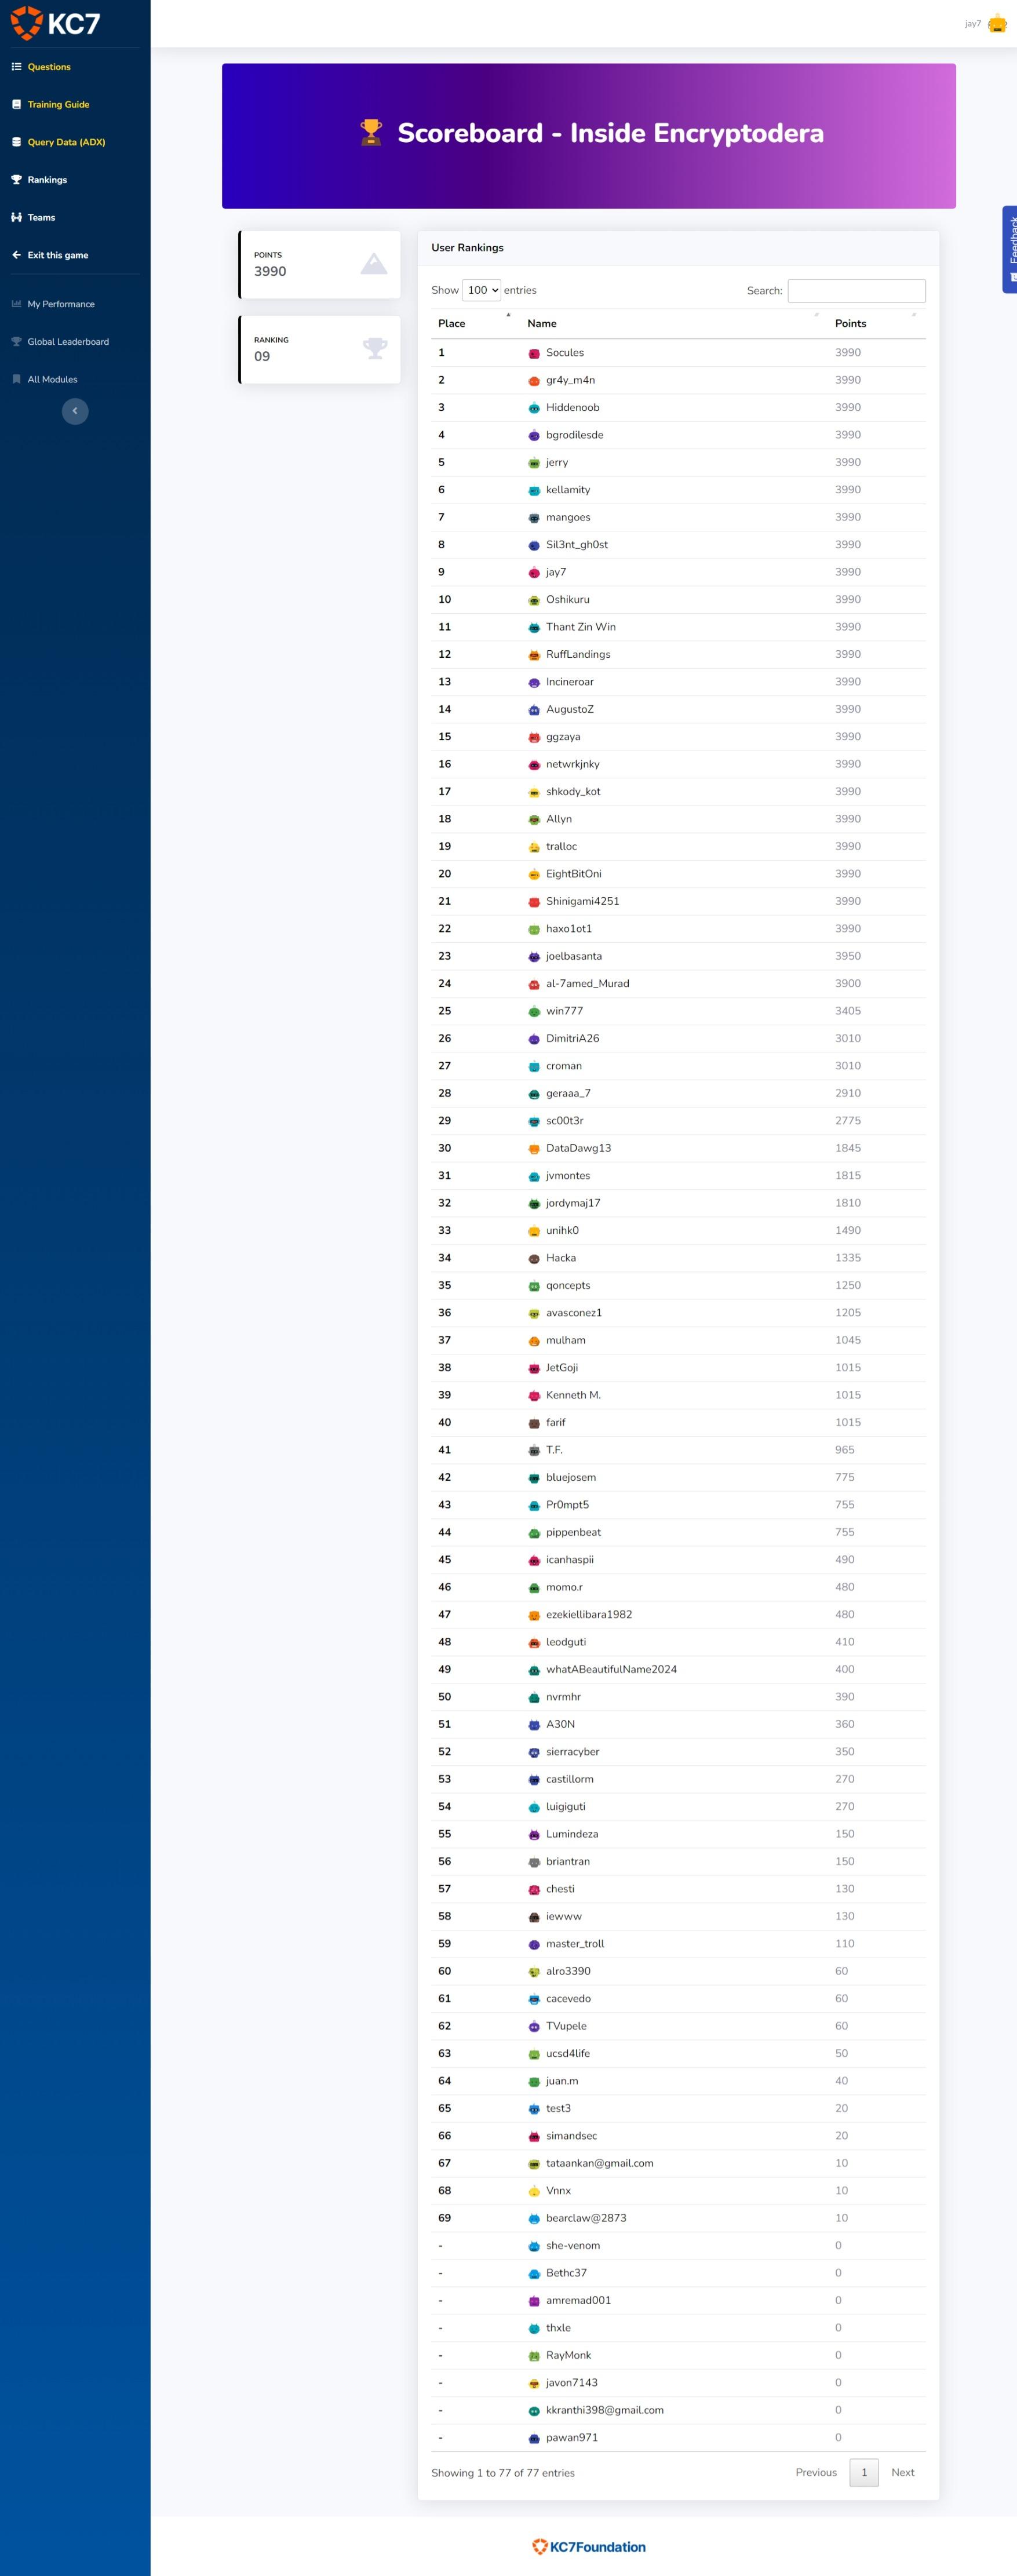 KC7
jay7
Questions
Training Guide
Query Data (ADX)
Rankings
Teams
Exit this game
My Performance
Global Leaderboard
All Modules
Scoreboard - Inside Encryptodera
Feedback
POINTS
3990
RANKING
09
User Rankings
Show 100 entries Search:
Place Name Points
1 Socules 3990
2 gr4y_m4n 3990
3 Hiddenoob 3990
4 bgrodilesde 3990
5 jerry 3990
6 kellamity 3990
7 mangoes 3990
8 Sil3nt_gh0st 3990
9 jay7 3990
10 Oshikuru 3990
11 Thant Zin Win 3990
12 RuffLandings 3990
13 Incineroar 3990
14 AugustoZ 3990
15 ggzaya 3990
16 netwrkjnky 3990
17 shkody_kot 3990
18 Allyn 3990
19 tralloc 3990
20 EightBitOni 3990
21 Shinigami4251 3990
22 haxo1ot1 3990
23 joelbasanta 3950
24 al-7amed_Murad 3900
25 win777 3405
26 DimitriA26 3010
27 croman 3010
28 geraaa_7 2910
29 sc00t3r 2775
30 DataDawg13 1845
31 jvmontes 1815
32 jordymaj17 1810
33 unihk0 1490
34 Hacka 1335
35 qoncepts 1250
36 avasconez1 1205
37 mulham 1045
38 JetGoji 1015
39 Kenneth M. 1015
40 farif 1015
41 T.F. 965
42 bluejosem 775
43 Pr0mpt5 755
44 pippenbeat 755
45 icanhaspii 490
46 momo.r 480
47 ezekiellibara1982 480
48 leodguti 410
49 whatABeautifulName2024 400
50 nvrmhr 390
51 A30N 360
52 sierracyber 350
53 castillorm 270
54 luigiguti 270
55 Lumindeza 150
56 briantran 150
57 chesti 130
58 iewww 130
59 master_troll 110
60 alro3390 60
61 cacevedo 60
62 TVupele 60
63 ucsd4life 50
64 juan.m 40
65 test3 20
66 simandsec 20
67 tataankan@gmail.com 10
68 Vnnx 10
69 bearclaw@2873 10
- she-venom 0
- Bethc37 0
- amremad001 0
- thxle 0
- RayMonk 0
- javon7143 0
- kkranthi398@gmail.com 0
- pawan971 0
Showing 1 to 77 of 77 entries Previous 1 Next
KC7Foundation